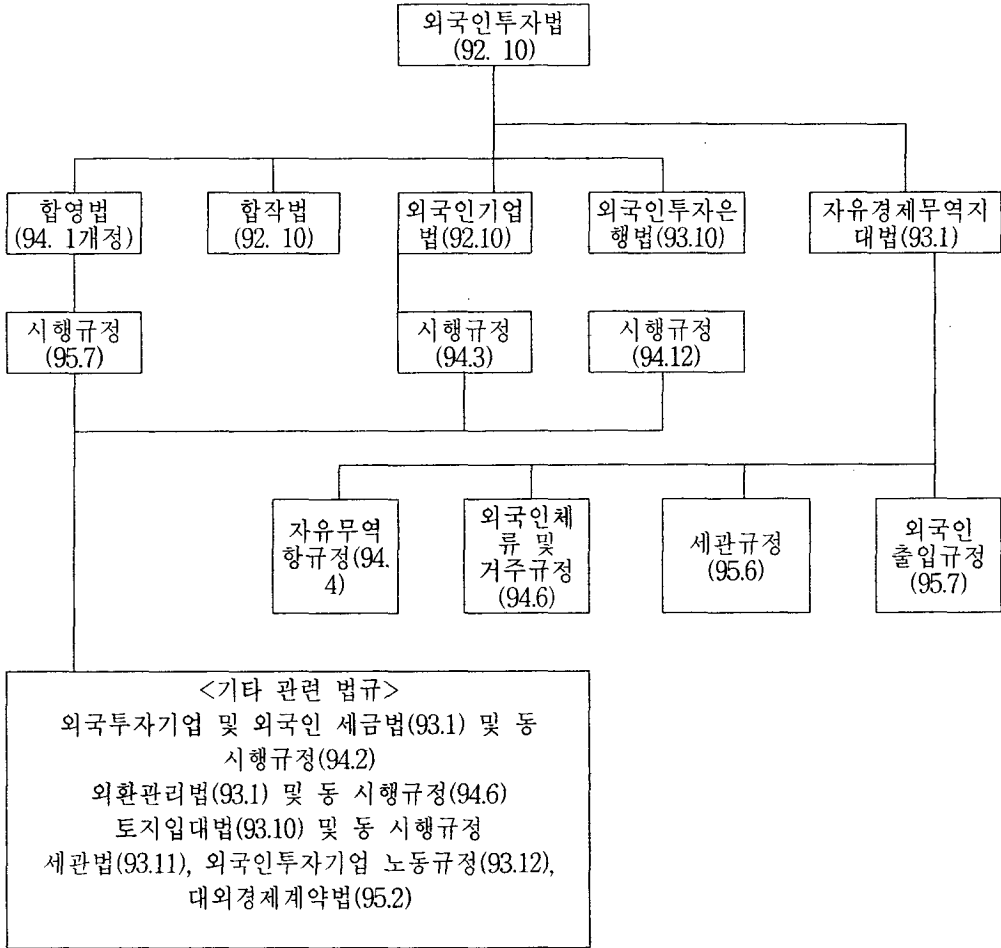 외국인투자법
(92. 10)
합영법
(94. 1개정)
합작법
(92. 10)
외국인기업
법(92.10)
외국인투자은
행법(93.10)
자유경제무역지
대법(93.1)
시행규정
(95.7)
시행규정
(94.3)
시행규정
(94.12)
자유무역
항규정(94.
4)
외국인체
류 및
거주규정
(94.6)
세관규정
(95.6)
외국인
출입규정
(95.7)
<기타 관련 법규>
외국투자기업 및 외국인 세금법(93.1) 및 동
시행규정(94.2)
외환관리법(93.1) 및 동 시행규정(94.6)
토지입대법(93.10) 및 동 시행규정
세관법(93.11), 외국인투자기업 노동규정(93.12),
대외경제계약법(95.2)